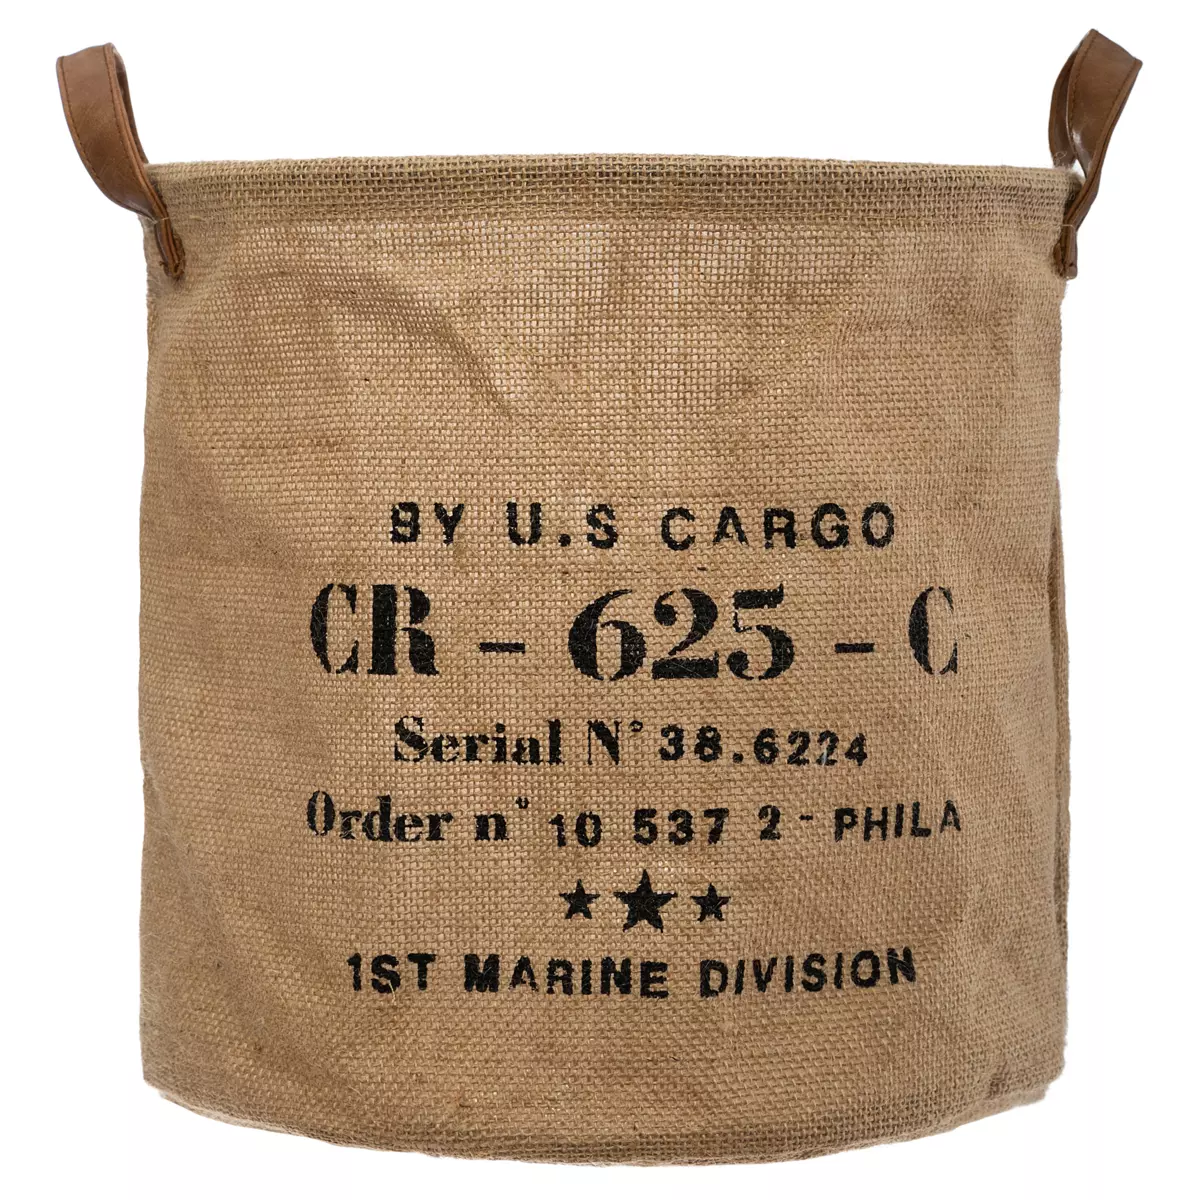 BY U.S CARGO
CR - 625 - C
Serial N° 38.6224
Order n° 10 537 2 - PHILA
1ST MARINE DIVISION